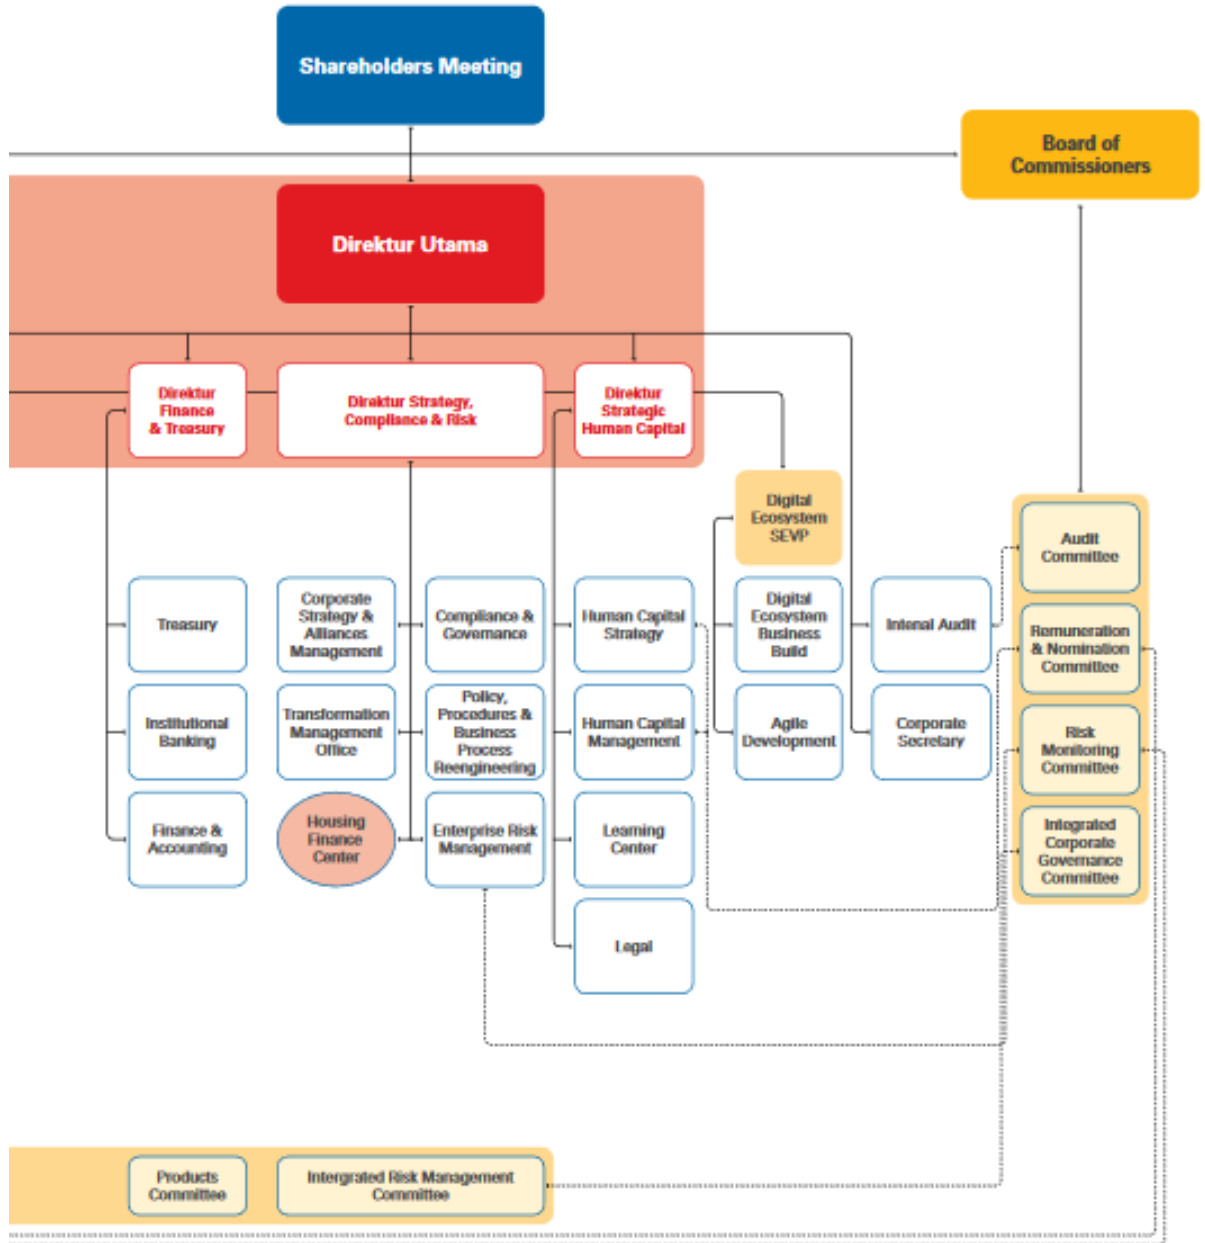 Shareholders Meeting
Board of
Commissioners
Direktur Utama
Direktur
Finance
& Treasury
Direktur Strategy,
Compliance & Risk
Direktur
Strategic
Human Capital
Digital
Ecosystem
SEVP
Audit
Committee
Treasury
Corporate
Strategy &
Alliances
Management
Compliance &
Governance
Human Capital
Strategy
Digital
Ecosystem
Business
Build
Intenal Audit
Remuneration
& Nomination
Committee
Institutional
Banking
Transformation
Management
Office
Policy,
Procedures &
Business
Process
Reengineering
Human Capital
Management
Agile
Development
Corporate
Secretary
Risk
Monitoring
Committee
Finance &
Accounting
Housing
Finance
Center
Enterprise Risk
Management
Learning
Center
Integrated
Corporate
Governance
Committee
Legal
Products
Committee
Intergrated Risk Management
Committee